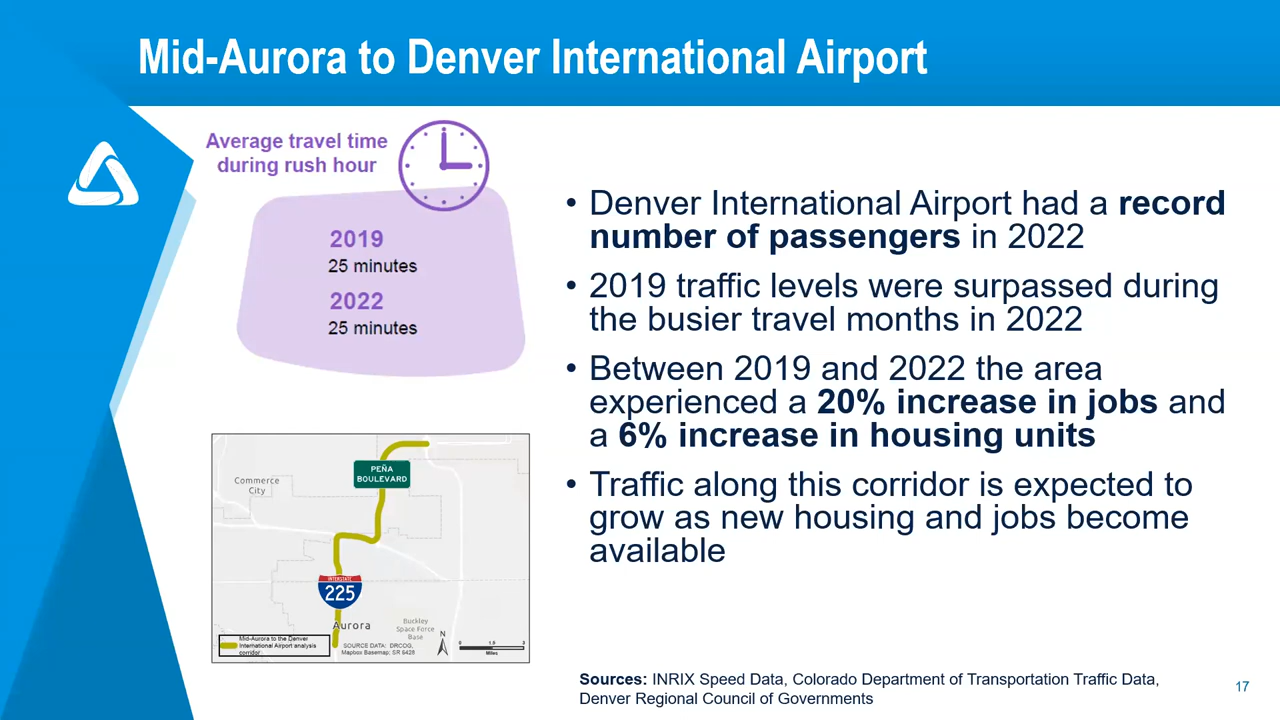 Mid-Aurora to Denver International Airport
Average travel time
during rush hour
2019
25 minutes
2022
25 minutes
• Denver International Airport had a record
number of passengers in 2022
• 2019 traffic levels were surpassed during
the busier travel months in 2022
• Between 2019 and 2022 the area
experienced a 20% increase in jobs and
a 6% increase in housing units
• Traffic along this corridor is expected to
grow as new housing and jobs become
available
PEÑA
BOULEVARD
Commerce
City
INTERSTATE
225
Aurora
Buckley
Space Force
Base
N
Mid-Aurora to the Denver
International Airport analysis
corridor
SOURCE DATA: DRCOG,
Mapbox Basemap; SR 6428
0 1.5 3
Miles
Sources: INRIX Speed Data, Colorado Department of Transportation Traffic Data,
Denver Regional Council of Governments
17